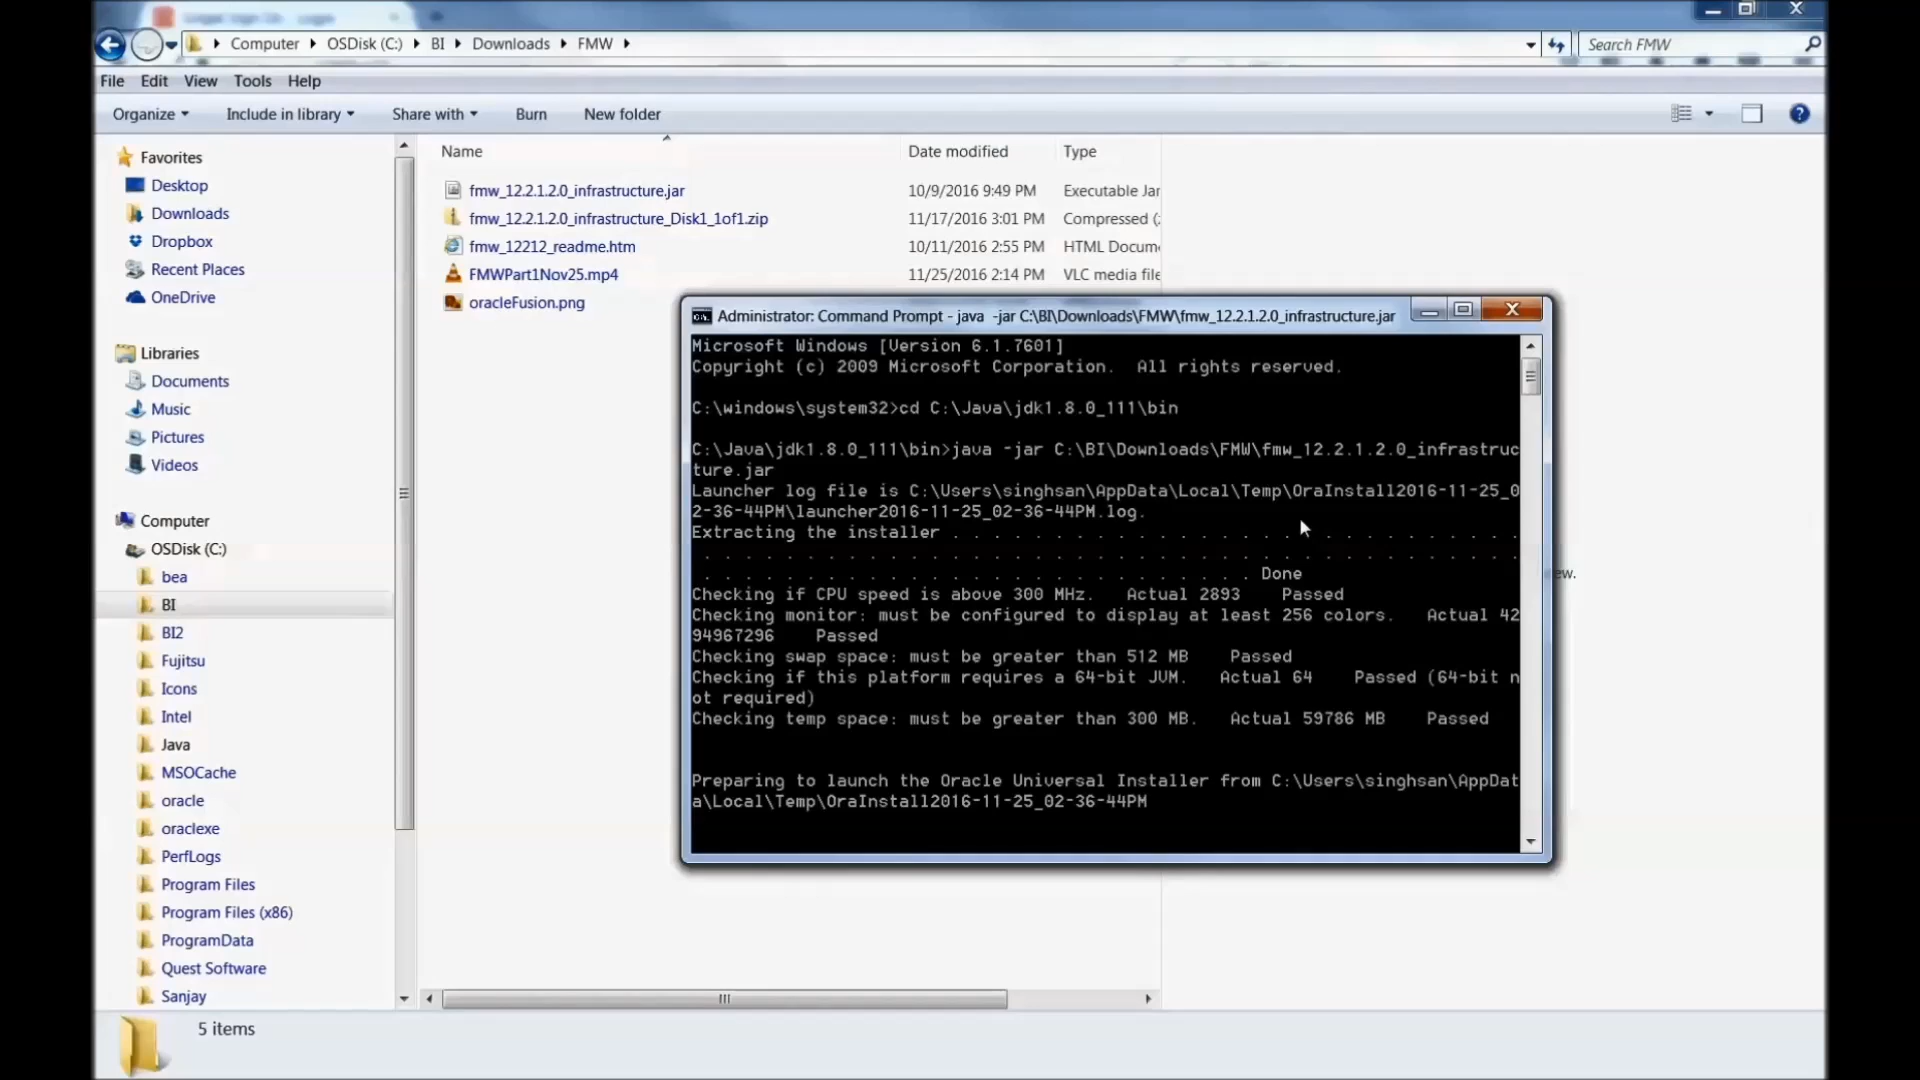 Computer OSDisk (C:) BI Downloads FMW
Search FMW
File Edit View Tools Help
Organize Include in library Share with Burn New folder
Favorites
Desktop
Downloads
Dropbox
Recent Places
OneDrive
Libraries
Documents
Music
Pictures
Videos
Computer
OSDisk (C:)
bea
BI
BI2
Fujitsu
Icons
Intel
Java
MSOCache
oracle
oraclexe
PerfLogs
Program Files
Program Files (x86)
ProgramData
Quest Software
Sanjay
Name Date modified Type
fmw_12.2.1.2.0_infrastructure.jar 10/9/2016 9:49 PM Executable Jar
fmw_12.2.1.2.0_infrastructure_Disk1_1of1.zip 11/17/2016 3:01 PM Compressed (
fmw_12212_readme.htm 10/11/2016 2:55 PM HTML Docum
FMWPart1Nov25.mp4 11/25/2016 2:14 PM VLC media file
oracleFusion.png
Administrator: Command Prompt - java -jar C:\BI\Downloads\FMW\fmw_12.2.1.2.0_infrastructure.jar
Microsoft Windows [Version 6.1.7601]
Copyright (c) 2009 Microsoft Corporation. All rights reserved.
C:\windows\system32>cd C:\Java\jdk1.8.0_111\bin
C:\Java\jdk1.8.0_111\bin>java -jar C:\BI\Downloads\FMW\fmw_12.2.1.2.0_infrastruc
ture.jar
Launcher log file is C:\Users\singhsan\AppData\Local\Temp\OraInstall2016-11-25_0
2-36-44PM\launcher2016-11-25_02-36-44PM.log.
Extracting the installer . . . . . . . . . . . . . . . . . . . . . . . . . . . .
. . . . . . . . . . . . . . . . . . . . . . . . . . . . . . . . . . . . . . . .
. . . . . . . . . . . . . . . . . . . . . . . . . . . Done
Checking if CPU speed is above 300 MHz. Actual 2893 Passed
Checking monitor: must be configured to display at least 256 colors. Actual 42
94967296 Passed
Checking swap space: must be greater than 512 MB Passed
Checking if this platform requires a 64-bit JVM. Actual 64 Passed (64-bit n
ot required)
Checking temp space: must be greater than 300 MB. Actual 59786 MB Passed
Preparing to launch the Oracle Universal Installer from C:\Users\singhsan\AppDat
a\Local\Temp\OraInstall2016-11-25_02-36-44PM
5 items